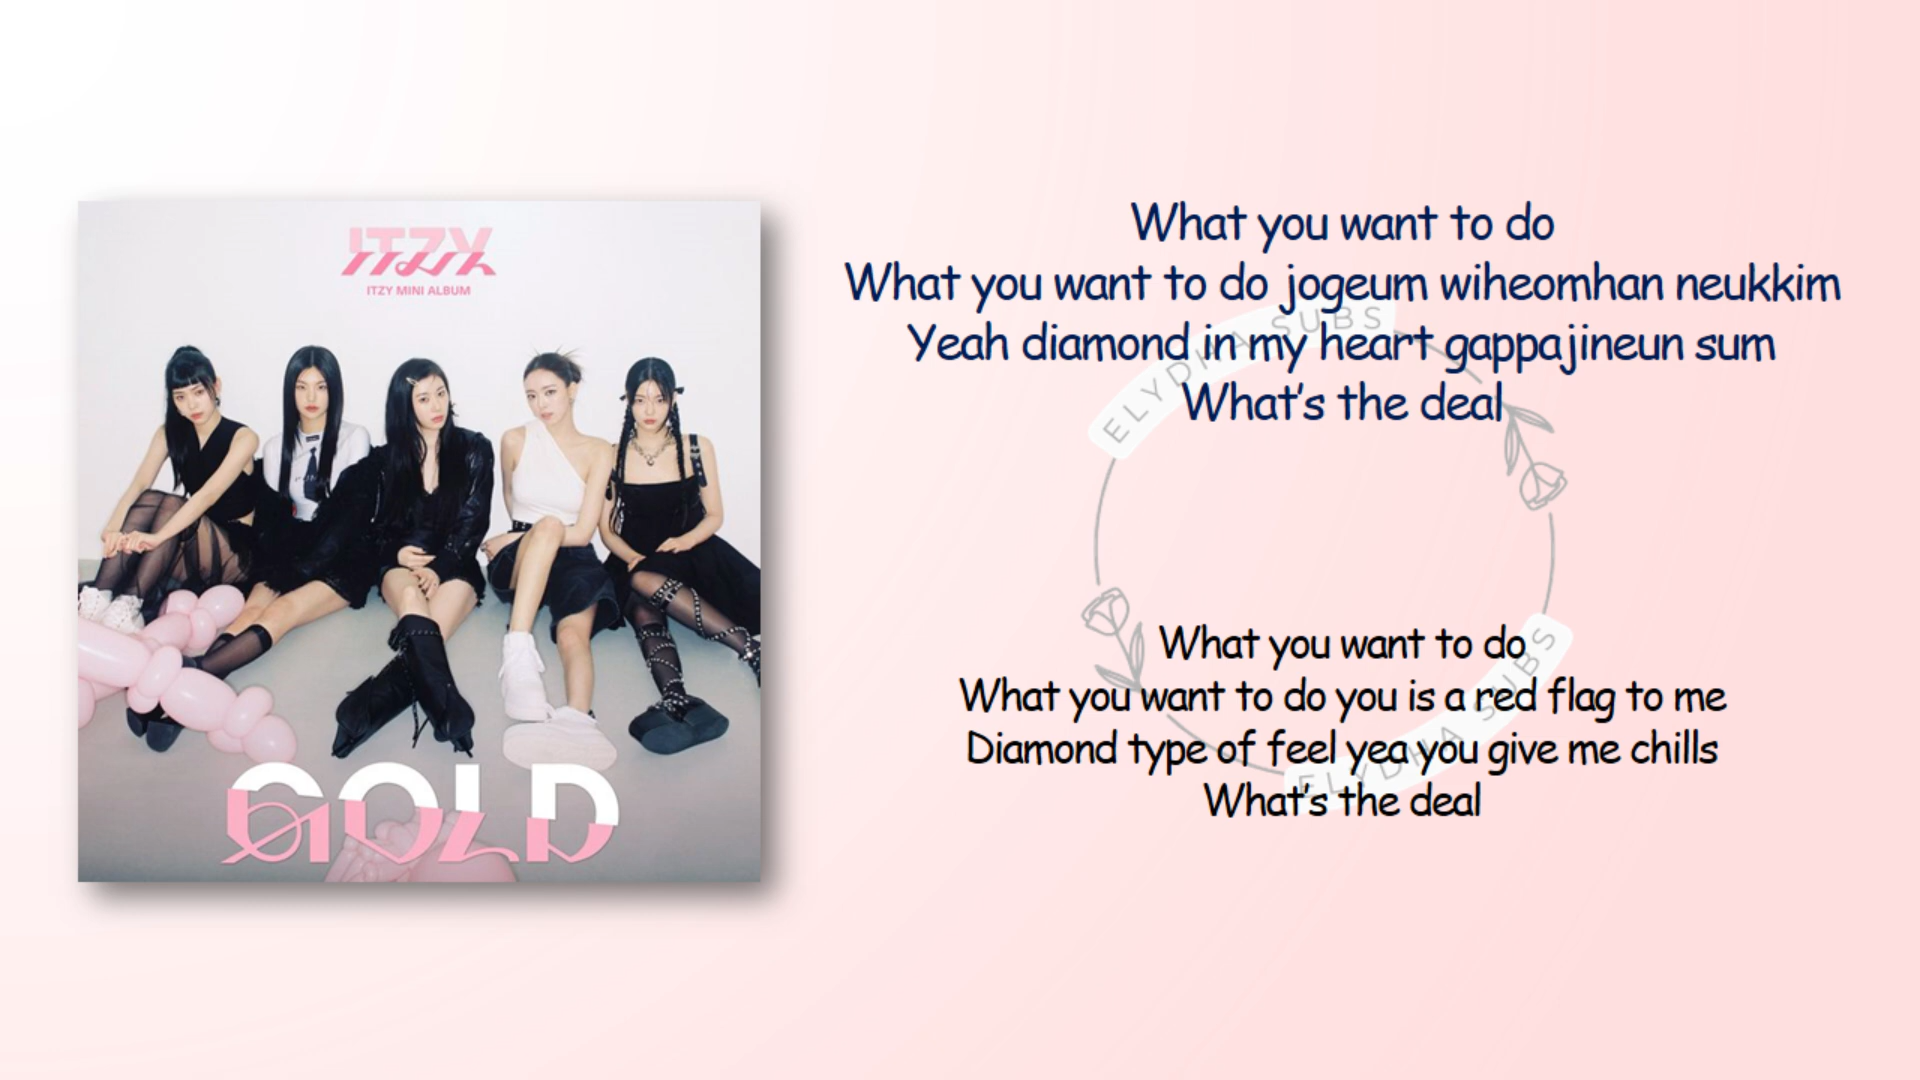 ITZY
ITZY MINI ALBUM
GOLD
What you want to do
What you want to do jogeum wiheomhan neukkim
Yeah diamond in my heart gappajineun sum
What's the deal
ELYDHA SUBS
What you want to do
What you want to do you is a red flag to me
Diamond type of feel yea you give me chills
What's the deal
ELYDHA SUBS